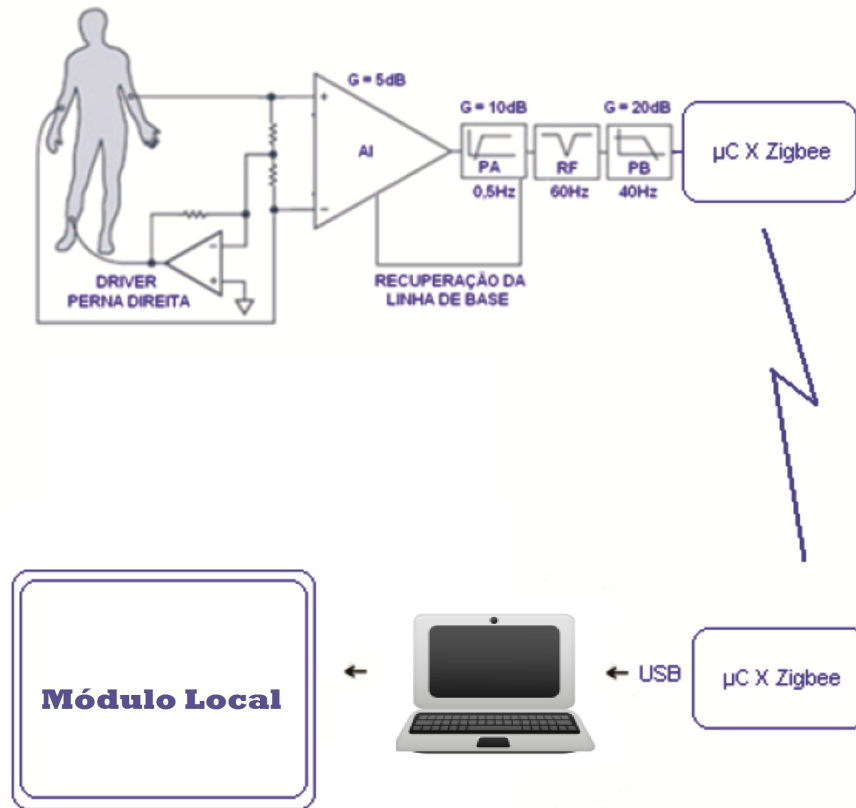 G = 5dB
G = 10dB
G = 20dB
+
AI
−
PA
RF
PB
0,5Hz
60Hz
40Hz
µC X Zigbee
−
+
DRIVER
PERNA DIREITA
RECUPERAÇÃO DA
LINHA DE BASE
Módulo Local
USB
µC X Zigbee